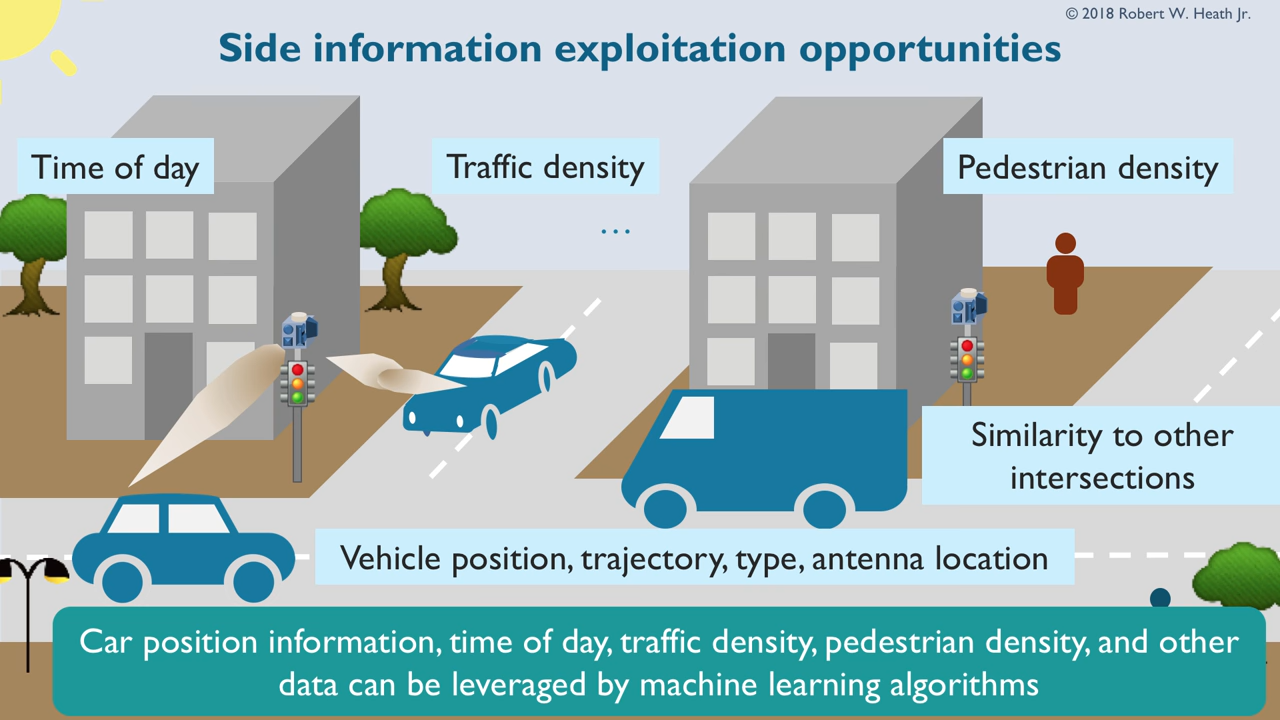 © 2018 Robert W. Heath Jr.
Side information exploitation opportunities
Time of day
Traffic density
Pedestrian density
...
Similarity to other
intersections
Vehicle position, trajectory, type, antenna location
Car position information, time of day, traffic density, pedestrian density, and other
data can be leveraged by machine learning algorithms